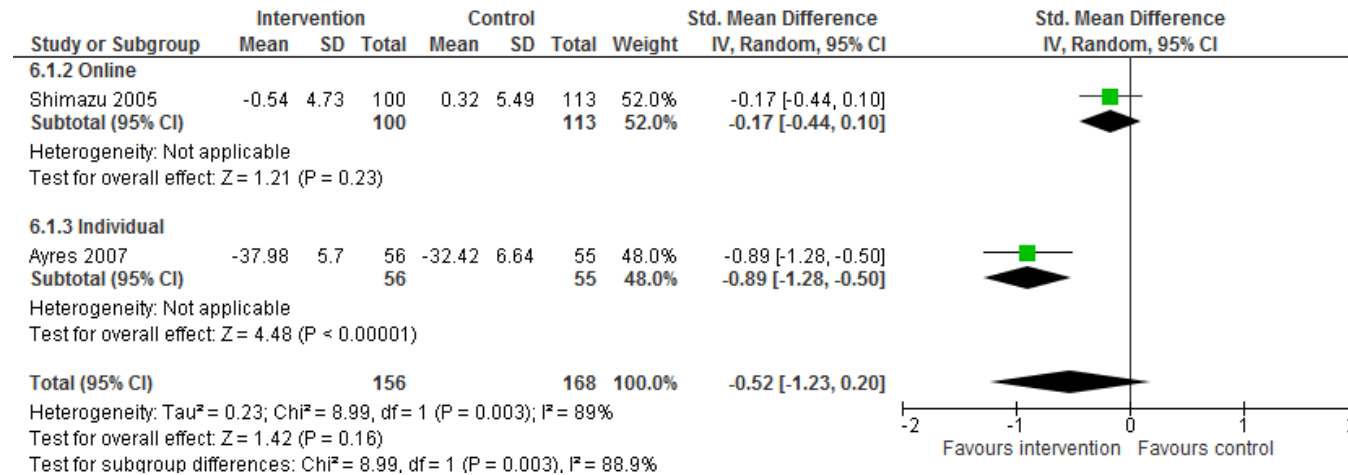 Intervention Control Std. Mean Difference Std. Mean Difference
Study or Subgroup Mean SD Total Mean SD Total Weight IV, Random, 95% CI IV, Random, 95% CI
6.1.2 Online
Shimazu 2005 -0.54 4.73 100 0.32 5.49 113 52.0% -0.17 [-0.44, 0.10]
Subtotal (95% CI) 100 113 52.0% -0.17 [-0.44, 0.10]
Heterogeneity: Not applicable
Test for overall effect: Z = 1.21 (P = 0.23)
6.1.3 Individual
Ayres 2007 -37.98 5.7 56 -32.42 6.64 55 48.0% -0.89 [-1.28, -0.50]
Subtotal (95% CI) 56 55 48.0% -0.89 [-1.28, -0.50]
Heterogeneity: Not applicable
Test for overall effect: Z = 4.48 (P < 0.00001)
Total (95% CI) 156 168 100.0% -0.52 [-1.23, 0.20]
Heterogeneity: Tau² = 0.23; Chi² = 8.99, df = 1 (P = 0.003); I² = 89%
Test for overall effect: Z = 1.42 (P = 0.16)
Test for subgroup differences: Chi² = 8.99, df = 1 (P = 0.003), I² = 88.9%
-2 -1 0 1
Favours intervention Favours control